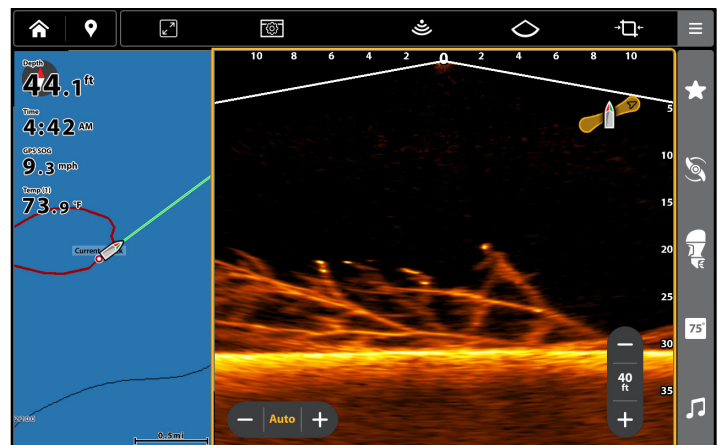 10 8 6 4 2 0 2 4 6 8 10
Depth
44.1 ft
Time
4:42 AM
GPS SOG
9.3 mph
Temp (1)
73.9 °F
Current
5
10
15
20
25
30
35
75°
40
ft
Auto
0.5mi